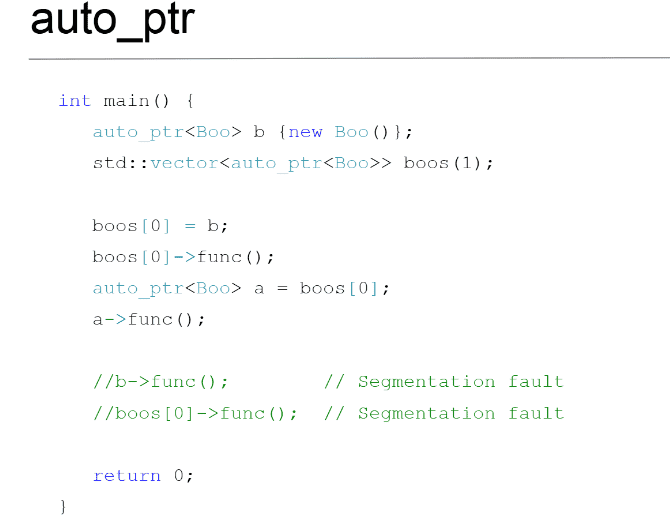 auto_ptr
int main() {
auto_ptr<Boo> b {new Boo()};
std::vector<auto_ptr<Boo>> boos(1);
boos[0] = b;
boos[0]->func();
auto_ptr<Boo> a = boos[0];
a->func();
//b->func(); // Segmentation fault
//boos[0]->func(); // Segmentation fault
return 0;
}